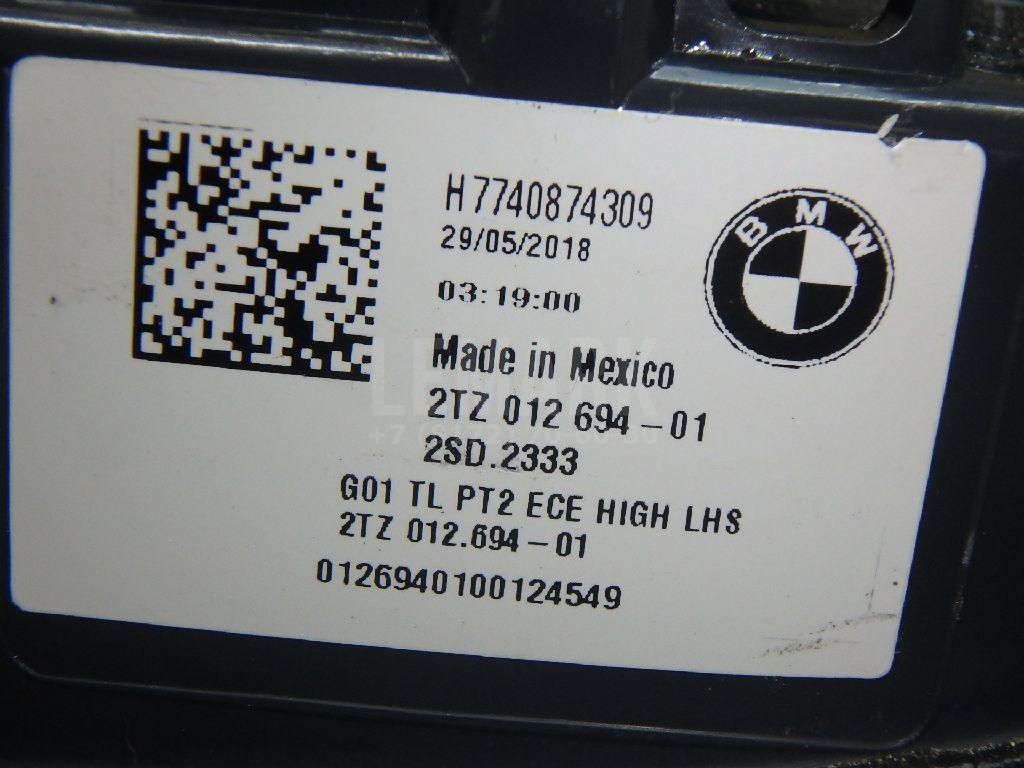 H7740874309
29/05/2018
03:19:00
BMW
Made in Mexico
2TZ 012 694-01
2SD.2333
G01 TL PT2 ECE HIGH LHS
2TZ 012.694-01
0126940100124549
LEMARK